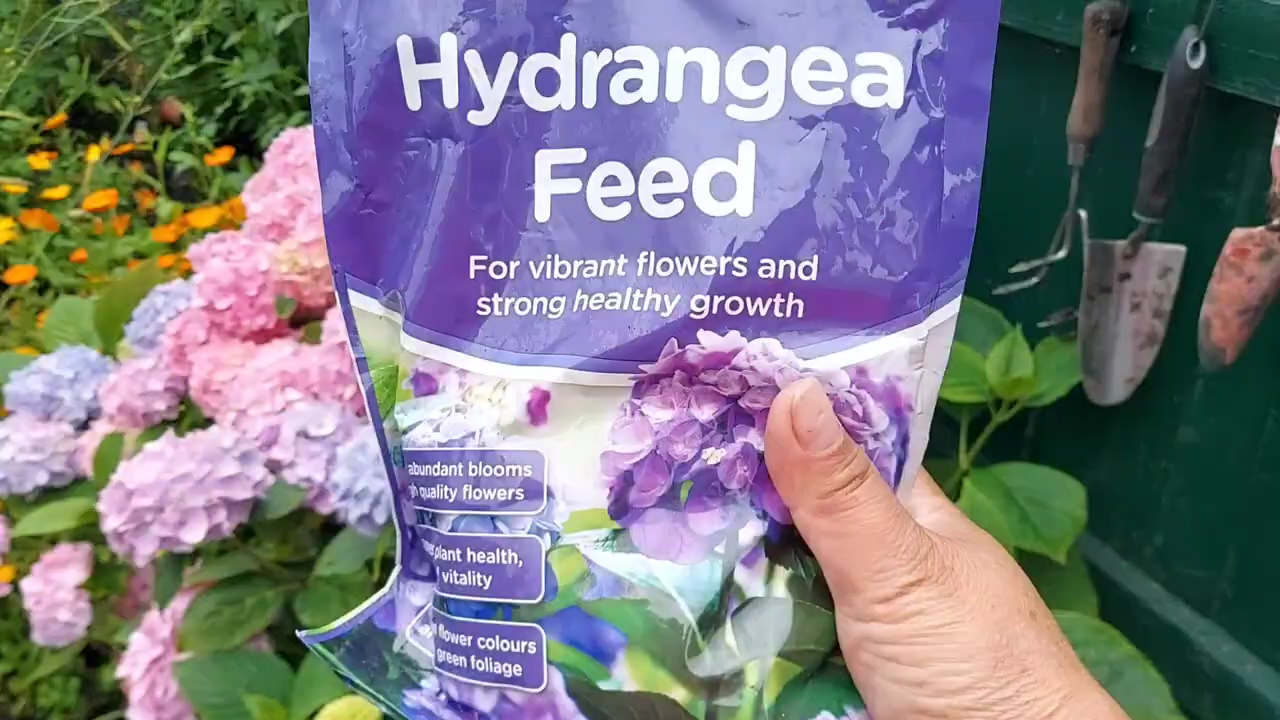 Hydrangea
Feed
For vibrant flowers and
strong healthy growth
abundant blooms
quality flowers
plant health,
vitality
flower colours
green foliage